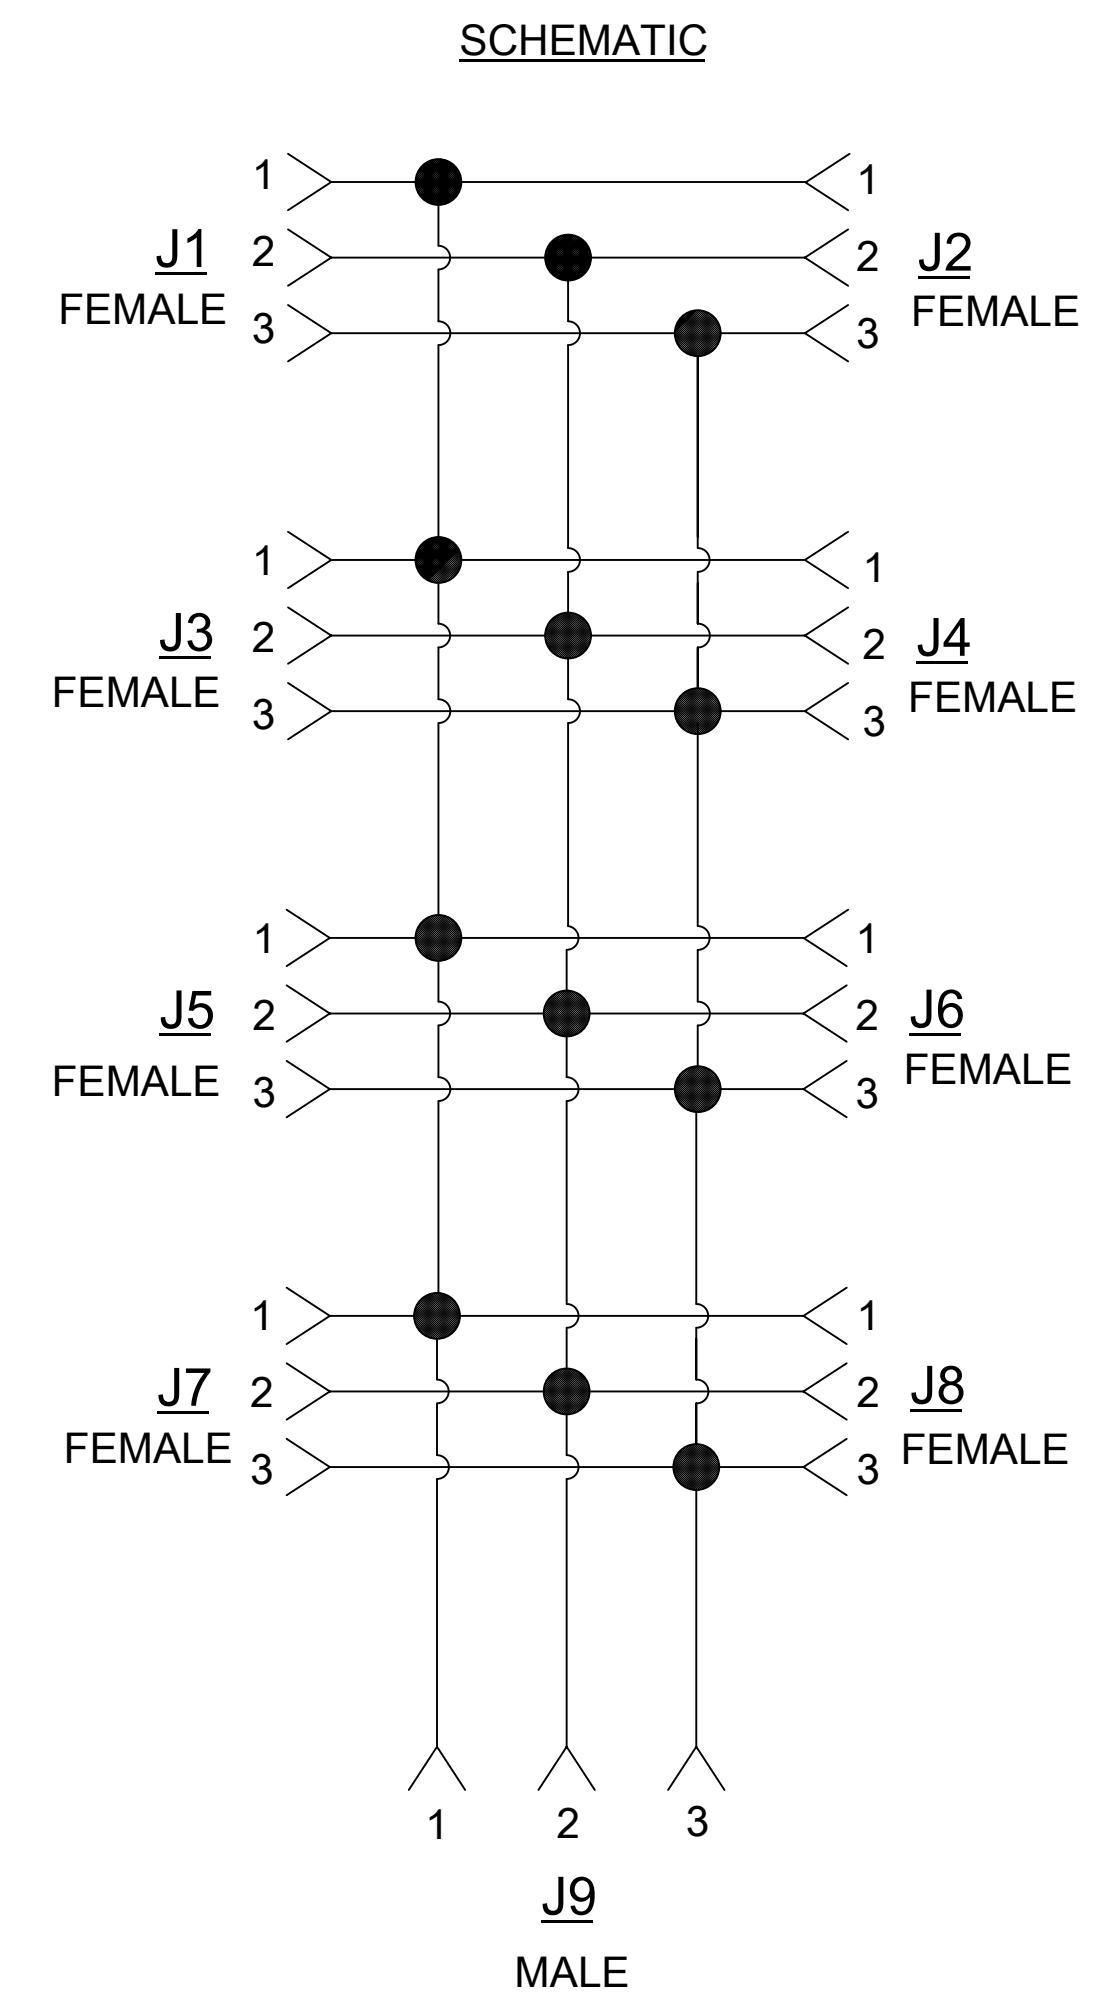 SCHEMATIC
1 1
J1 2 2 J2
FEMALE FEMALE
3 3
1 1
J3 2 2 J4
FEMALE FEMALE
3 3
1 1
J5 2 2 J6
FEMALE 3 3 FEMALE
1 1
J7 2 2 J8
FEMALE FEMALE
3 3
1 2 3
J9
MALE